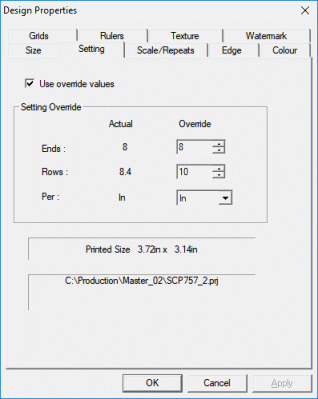 Design Properties
Grids Rulers Texture Watermark
Size Setting Scale/Repeats Edge Colour
Use override values
Setting Override
Actual Override
Ends : 8 8
Rows : 8.4 10
Per : In In
Printed Size 3.72in x 3.14in
C:\Production\Master_02\SCP757_2.prj
OK Cancel Apply